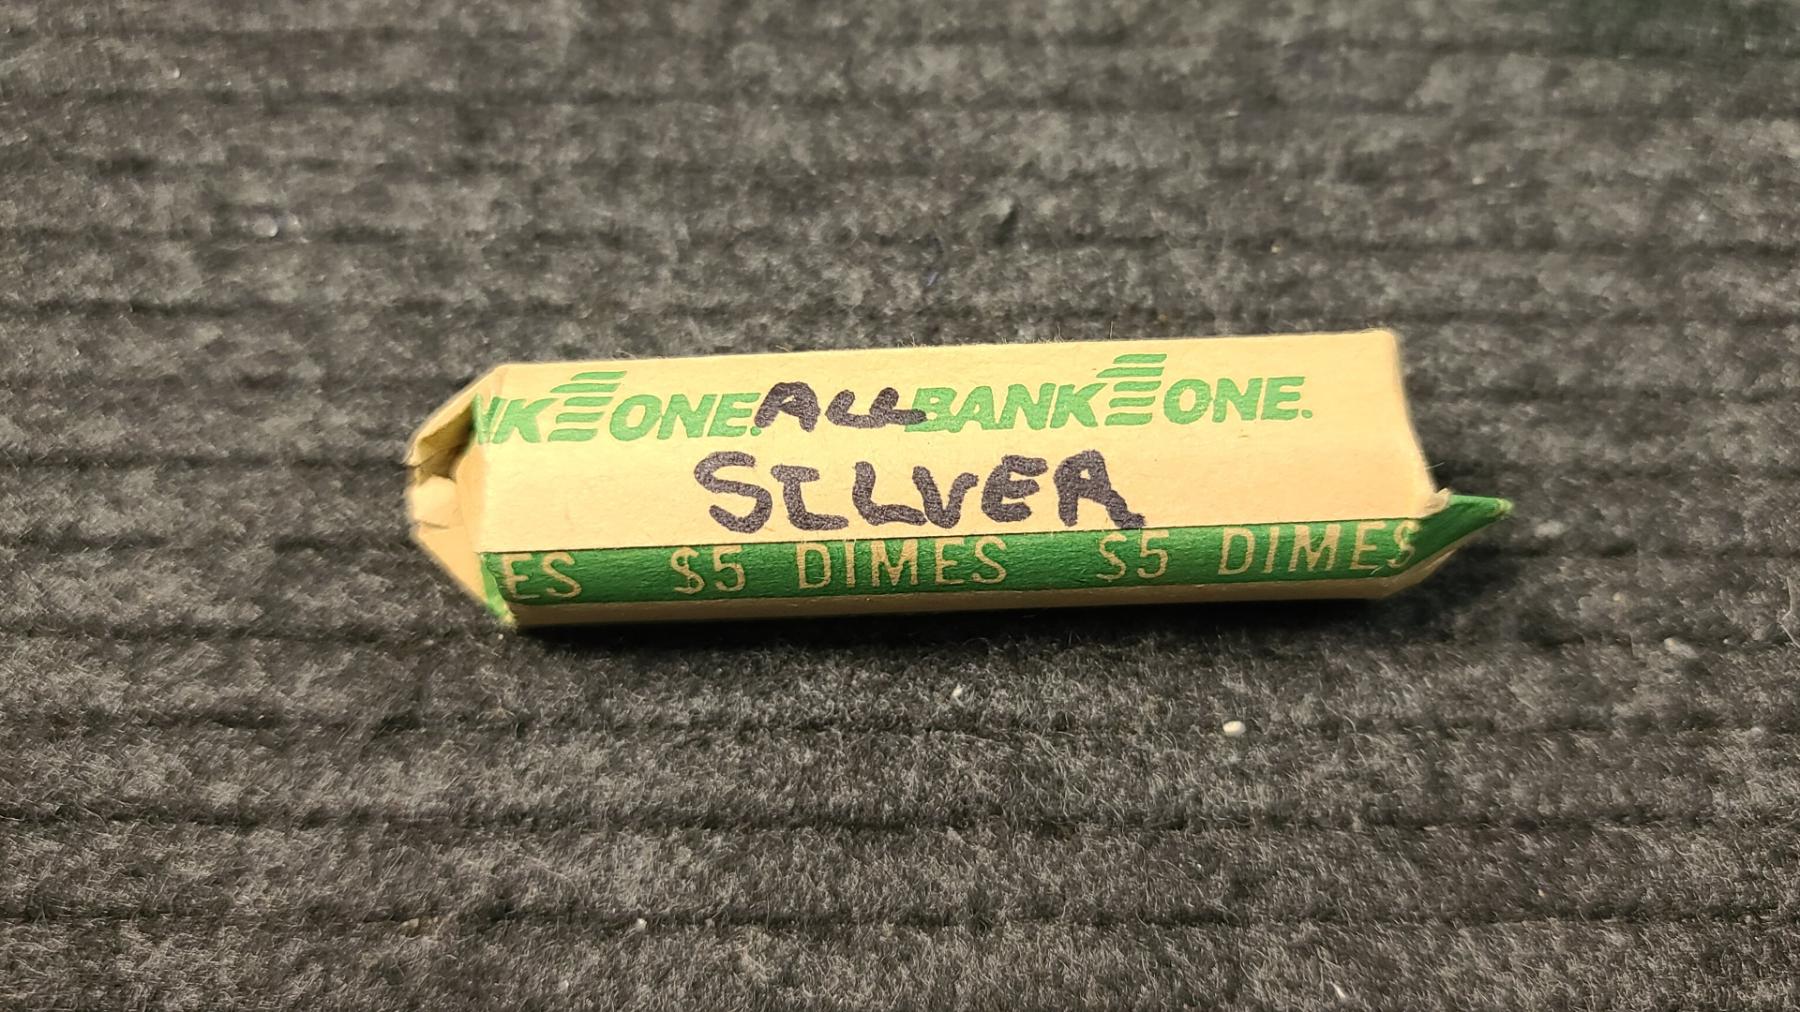 NK ONE. ALL BANK ONE.
SILVER
ES $5 DIMES $5 DIMES